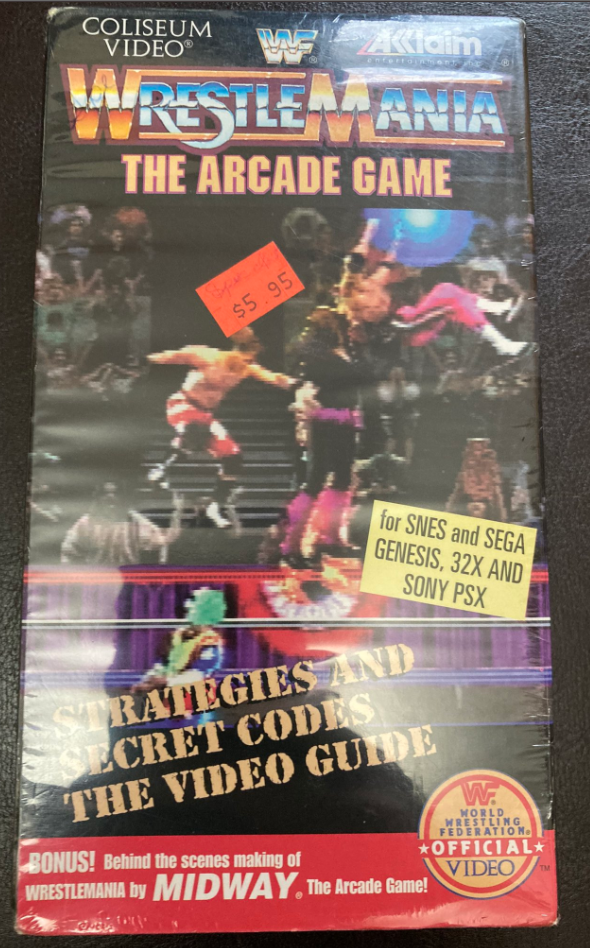 COLISEUM VIDEO®
WF ®
AKklaim ®
entertainment inc.
WRESTLEMANIA
THE ARCADE GAME
$5.95
for SNES and SEGA
GENESIS, 32X AND
SONY PSX
STRATEGIES AND
SECRET CODES
THE VIDEO GUIDE
WF
WORLD
WRESTLING
FEDERATION®
★OFFICIAL★
VIDEO ™
BONUS! Behind the scenes making of
WRESTLEMANIA by MIDWAY® The Arcade Game!